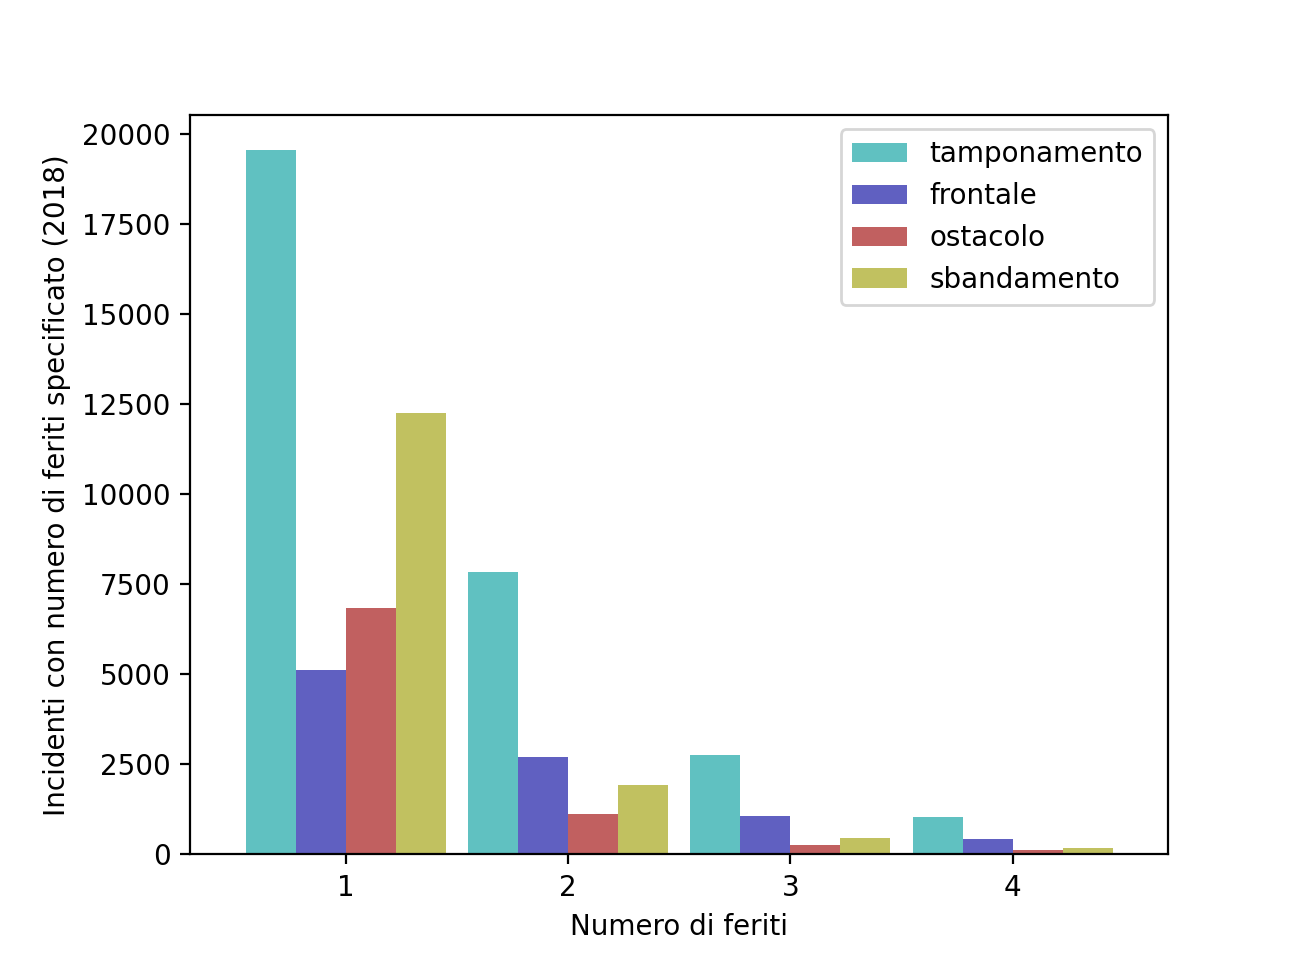 Incidenti con numero di feriti specificato (2018)
20000
17500
15000
12500
10000
7500
5000
2500
0
tamponamento
frontale
ostacolo
sbandamento
1 2 3 4
Numero di feriti